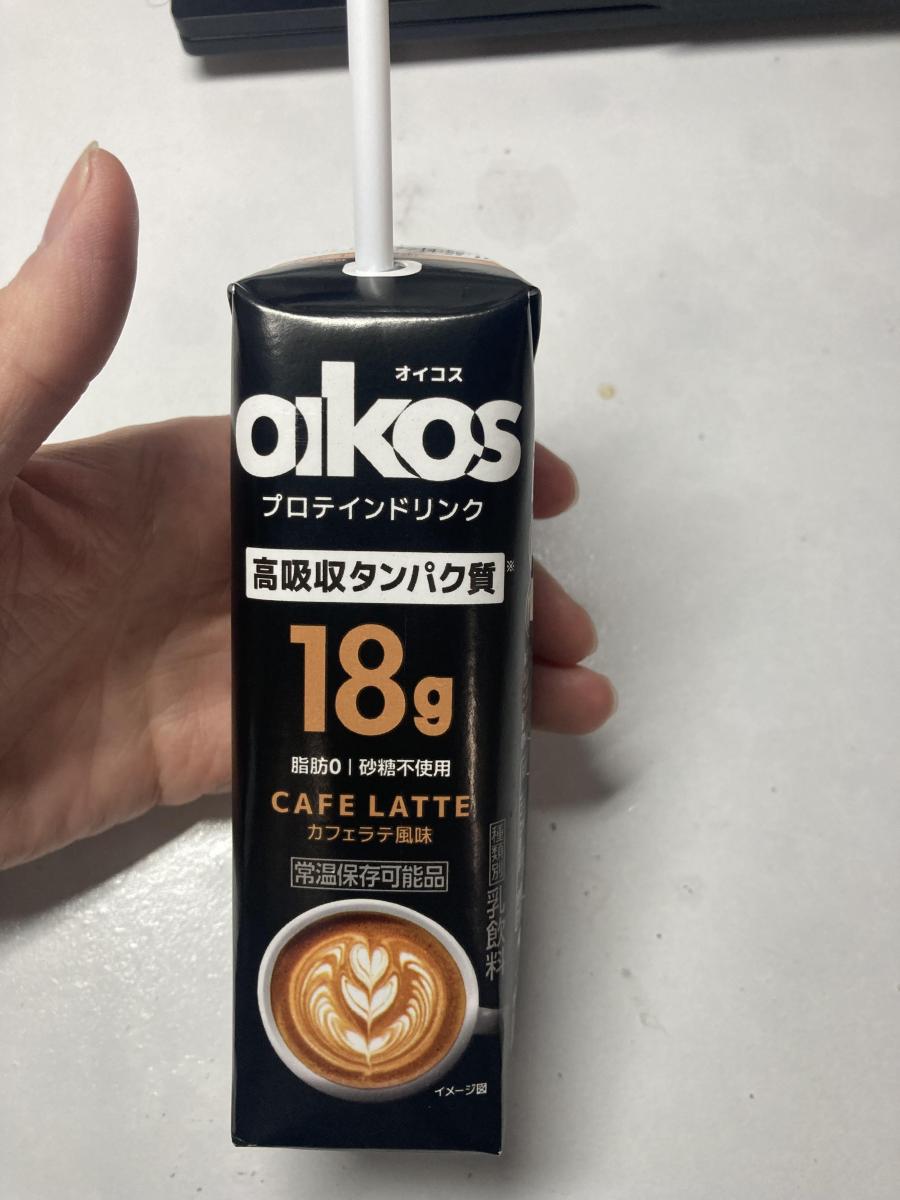 オイコス
oikos
プロテインドリンク
高吸収タンパク質
18g
脂肪0 | 砂糖不使用
CAFE LATTE
カフェラテ風味
常温保存可能品
種類別 乳飲料
イメージ図